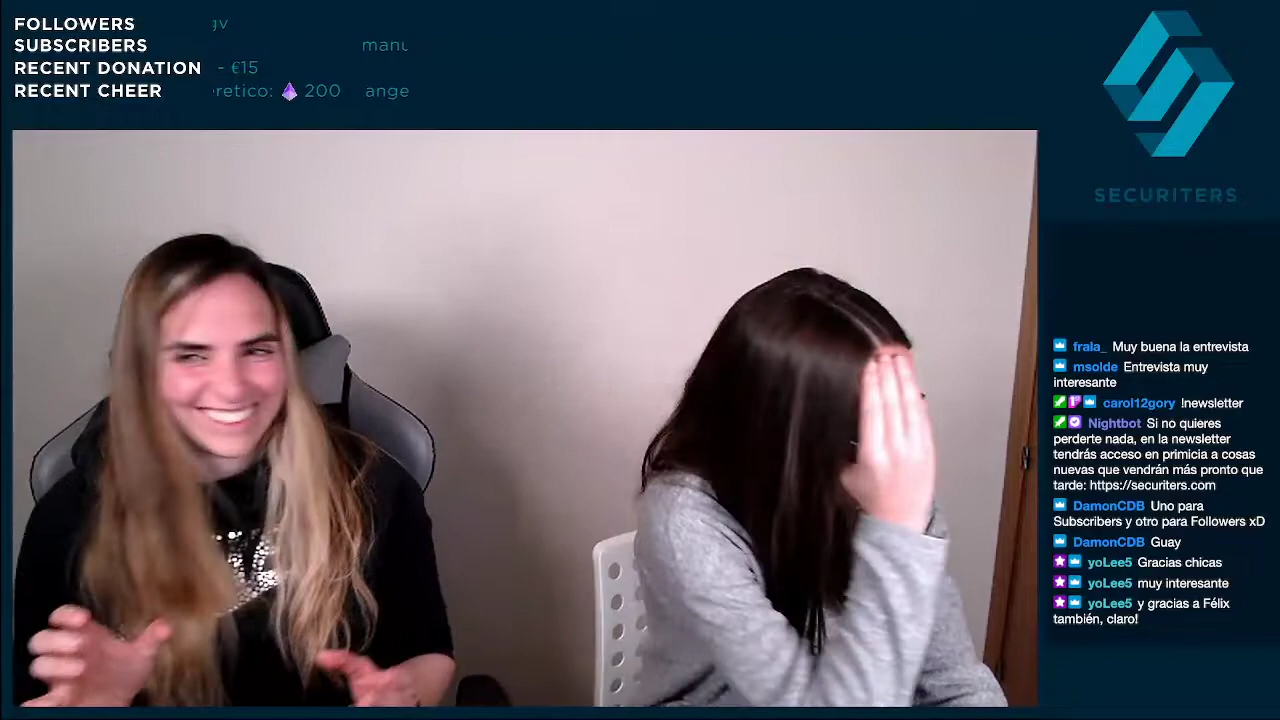 FOLLOWERS
gv
SUBSCRIBERS
manu
RECENT DONATION
- €15
RECENT CHEER
retico: 200 ange
SECURITERS
frala_ Muy buena la entrevista
msolde Entrevista muy
interesante
carol12gory !newsletter
Nightbot Si no quieres
perderte nada, en la newsletter
tendrás acceso en primicia a cosas
nuevas que vendrán más pronto que
tarde: https://securiters.com
DamonCDB Uno para
Subscribers y otro para Followers xD
DamonCDB Guay
yoLee5 Gracias chicas
yoLee5 muy interesante
yoLee5 y gracias a Félix
también, claro!